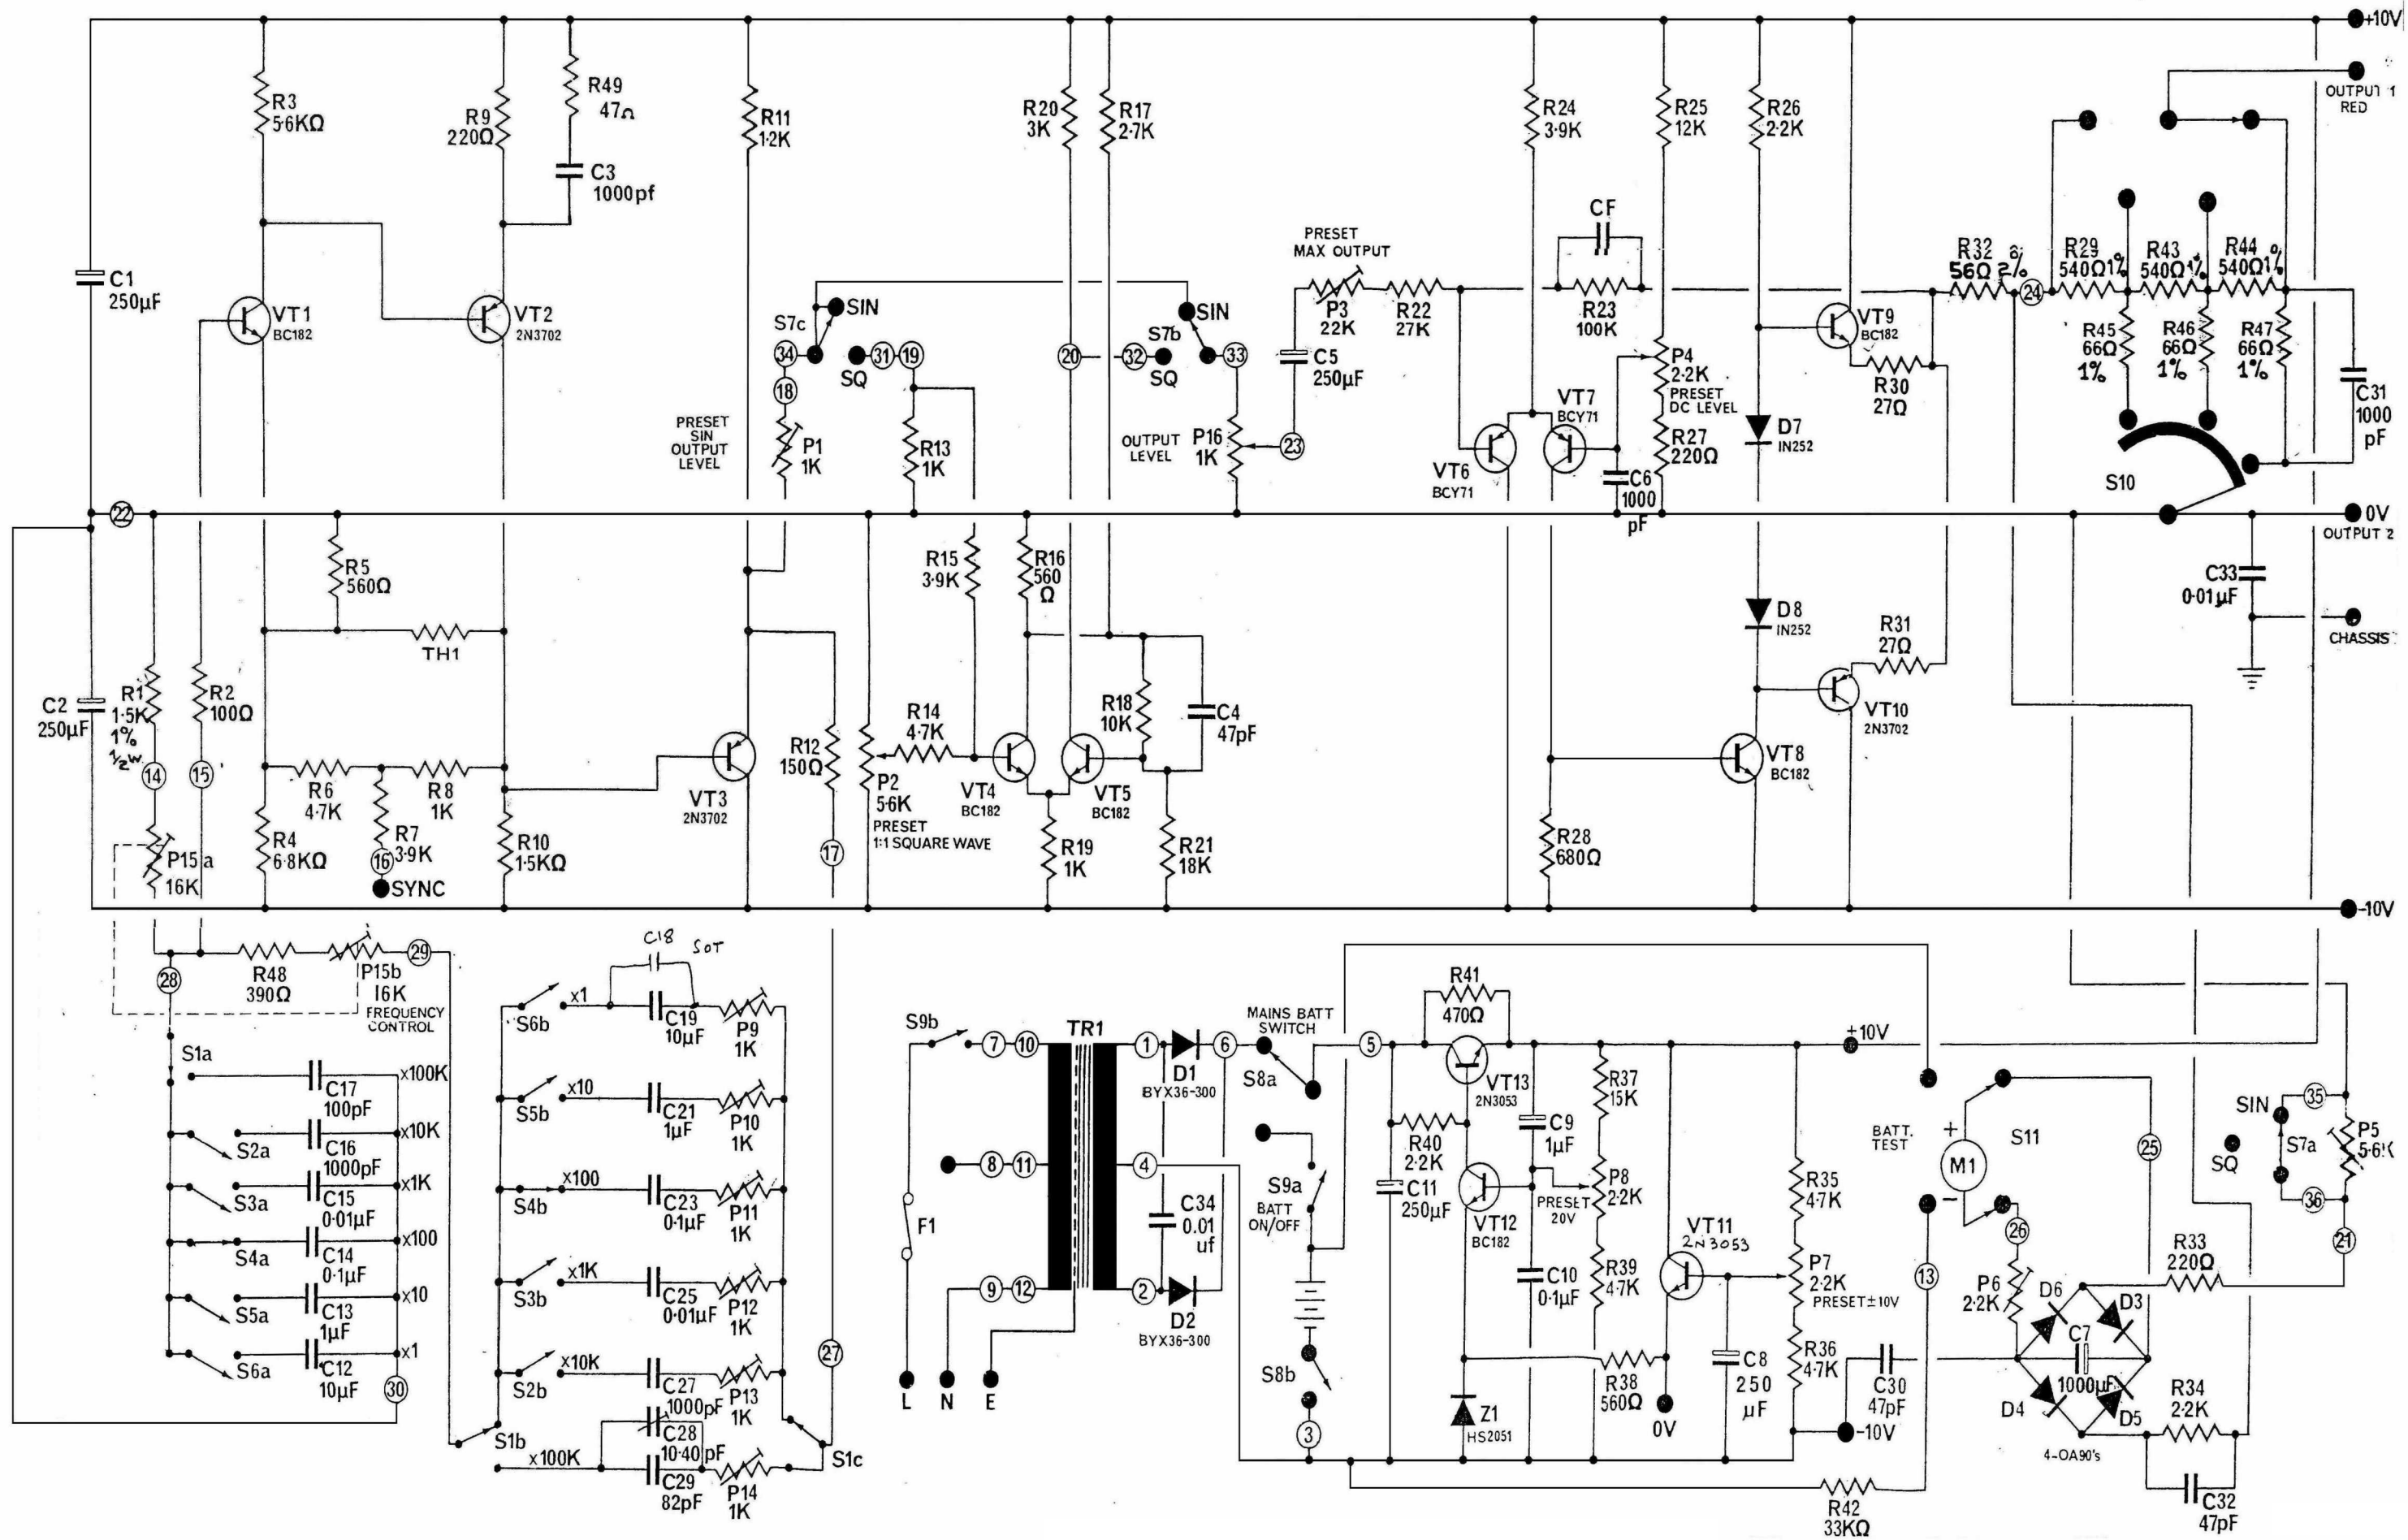 +10V
OUTPUT 1
RED
R3
5·6KΩ
R9
220Ω
R49
47Ω
C3
1000pf
R11
1·2K
R20
3K
R17
2·7K
R24
3·9K
R25
12K
R26
2·2K
C1
250µF
VT1
BC182
VT2
2N3702
S7c
SIN
34
SQ
31
19
18
P1
1K
PRESET
SIN
OUTPUT
LEVEL
R13
1K
20
32
S7b
SQ
SIN
33
OUTPUT
LEVEL
P16
1K
23
PRESET
MAX OUTPUT
P3
22K
R22
27K
C5
250µF
CF
R23
100K
P4
2·2K
PRESET
DC LEVEL
R27
220Ω
VT7
BCY71
VT6
BCY71
C6
1000
pF
D7
IN252
VT9
BC182
R30
27Ω
R32
56Ω 2%
24
R29
540Ω1%
R43
540Ω1%
R44
540Ω1%
R45
66Ω
1%
R46
66Ω
1%
R47
66Ω
1%
C31
1000
pF
S10
22
0V
OUTPUT 2
R5
560Ω
TH1
C2
250µF
R1
1·5K
1%
½W.
R2
100Ω
14
15
R6
4·7K
R8
1K
R7
3·9K
16
SYNC
R4
6·8KΩ
R10
1·5KΩ
P15a
16K
VT3
2N3702
R12
150Ω
17
P2
5·6K
PRESET
1:1 SQUARE WAVE
R14
4·7K
R15
3·9K
R16
560
Ω
VT4
BC182
VT5
BC182
R18
10K
C4
47pF
R19
1K
R21
18K
R28
680Ω
D8
IN252
R31
27Ω
VT10
2N3702
VT8
BC182
C33
0·01µF
CHASSIS
-10V
28
R48
390Ω
P15b
16K
29
FREQUENCY
CONTROL
S1a
C17
100pF
x100K
S2a
C16
1000pF
x10K
S3a
C15
0·01µF
x1K
S4a
C14
0·1µF
x100
S5a
C13
1µF
x10
S6a
C12
10µF
x1
30
C18
SOT
S6b
x1
C19
10µF
P9
1K
S5b
x10
C21
1µF
P10
1K
S4b
x100
C23
0·1µF
P11
1K
S3b
x1K
C25
0·01µF
P12
1K
S2b
x10K
C27
1000pF
P13
1K
C28
10·40pF
S1b
x100K
C29
82pF
P14
1K
S1c
27
S9b
7
10
TR1
1
D1
BYX36-300
6
8
11
4
C34
0.01
uf
9
12
2
D2
BYX36-300
F1
L
N
E
MAINS BATT
SWITCH
S8a
5
S9a
BATT
ON/OFF
S8b
3
R41
470Ω
VT13
2N3053
R40
2·2K
C11
250µF
VT12
BC182
C9
1µF
R37
15K
PRESET
20V
P8
2·2K
C10
0·1µF
R39
4·7K
Z1
HS2051
R38
560Ω
VT11
2N3053
0V
C8
250
µF
+10V
R35
4·7K
P7
2·2K
PRESET±10V
R36
4·7K
-10V
C30
47pF
R42
33KΩ
BATT.
TEST
+
M1
-
S11
13
25
26
P6
2·2K
D6
D3
C7
1000µF
D4
D5
4-OA90's
R33
220Ω
R34
2·2K
C32
47pF
SIN
SQ
S7a
35
36
P5
5·6K
21